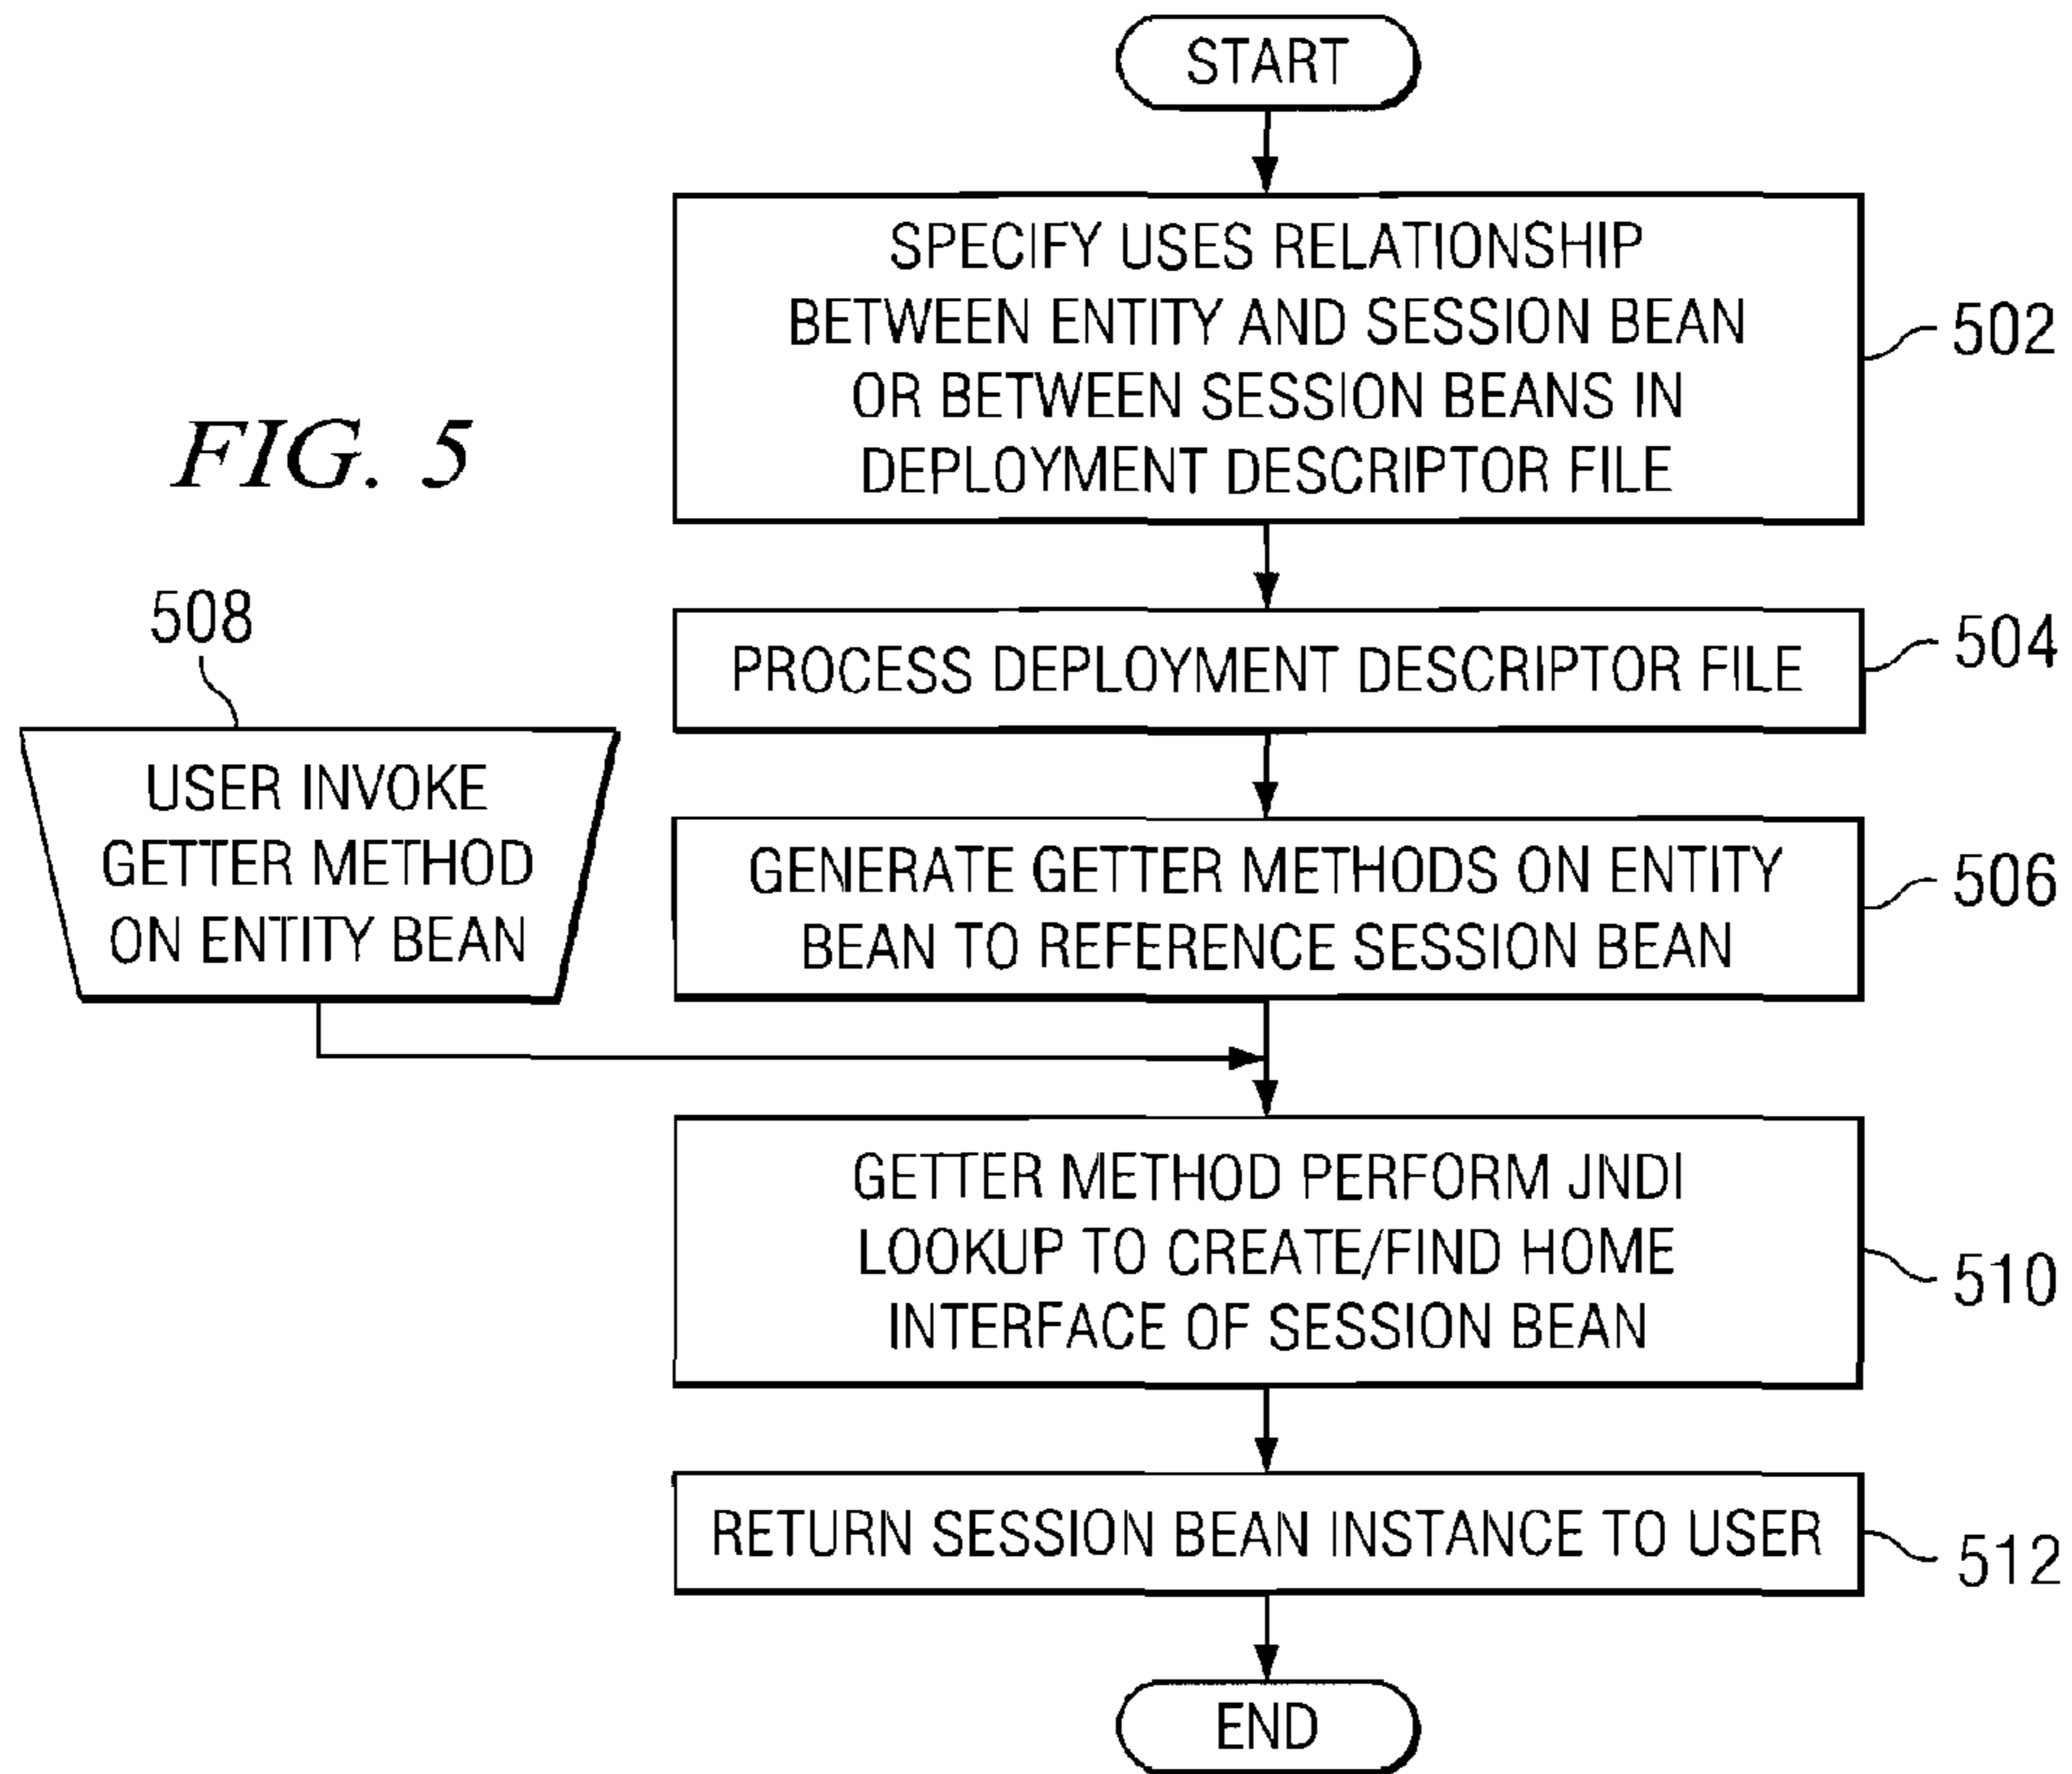 START
SPECIFY USES RELATIONSHIP
BETWEEN ENTITY AND SESSION BEAN
OR BETWEEN SESSION BEANS IN
DEPLOYMENT DESCRIPTOR FILE
502
FIG. 5
PROCESS DEPLOYMENT DESCRIPTOR FILE
504
508
USER INVOKE
GETTER METHOD
ON ENTITY BEAN
GENERATE GETTER METHODS ON ENTITY
BEAN TO REFERENCE SESSION BEAN
506
GETTER METHOD PERFORM JNDI
LOOKUP TO CREATE/FIND HOME
INTERFACE OF SESSION BEAN
510
RETURN SESSION BEAN INSTANCE TO USER
512
END